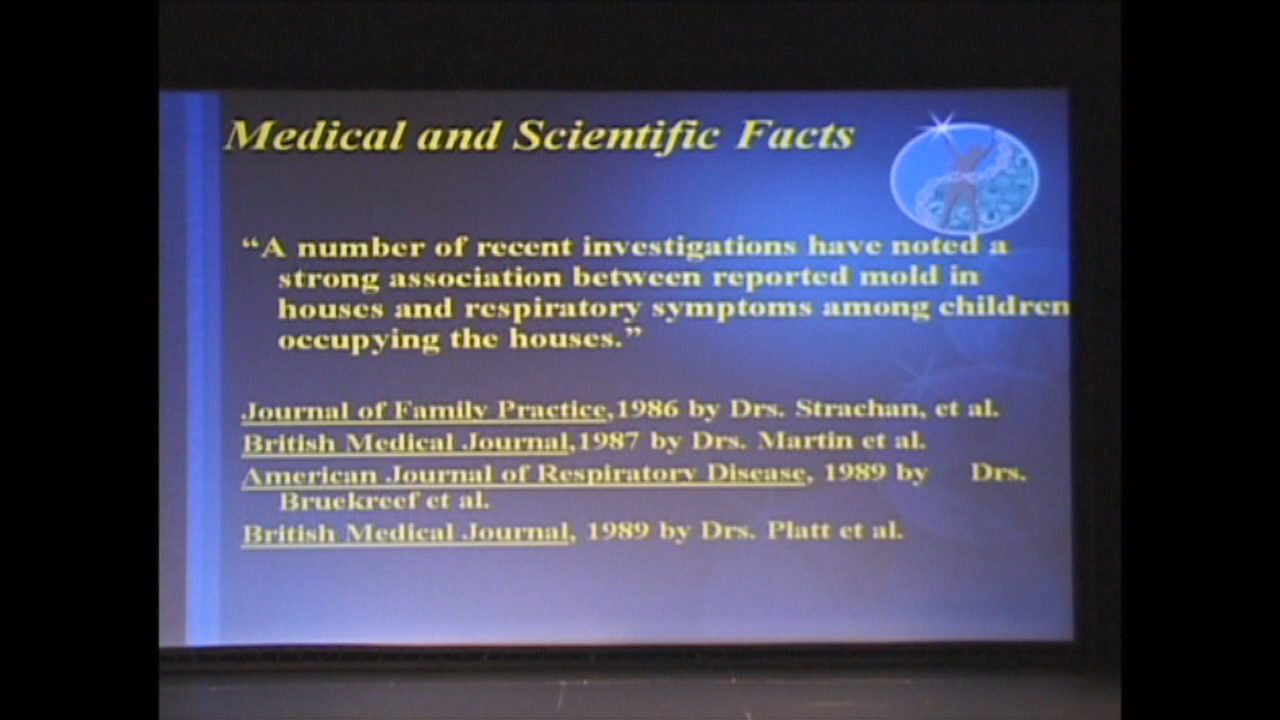 Medical and Scientific Facts
“A number of recent investigations have noted a
strong association between reported mold in
houses and respiratory symptoms among children
occupying the houses.”
Journal of Family Practice,1986 by Drs. Strachan, et al.
British Medical Journal,1987 by Drs. Martin et al.
American Journal of Respiratory Disease, 1989 by Drs.
Bruekreef et al.
British Medical Journal, 1989 by Drs. Platt et al.